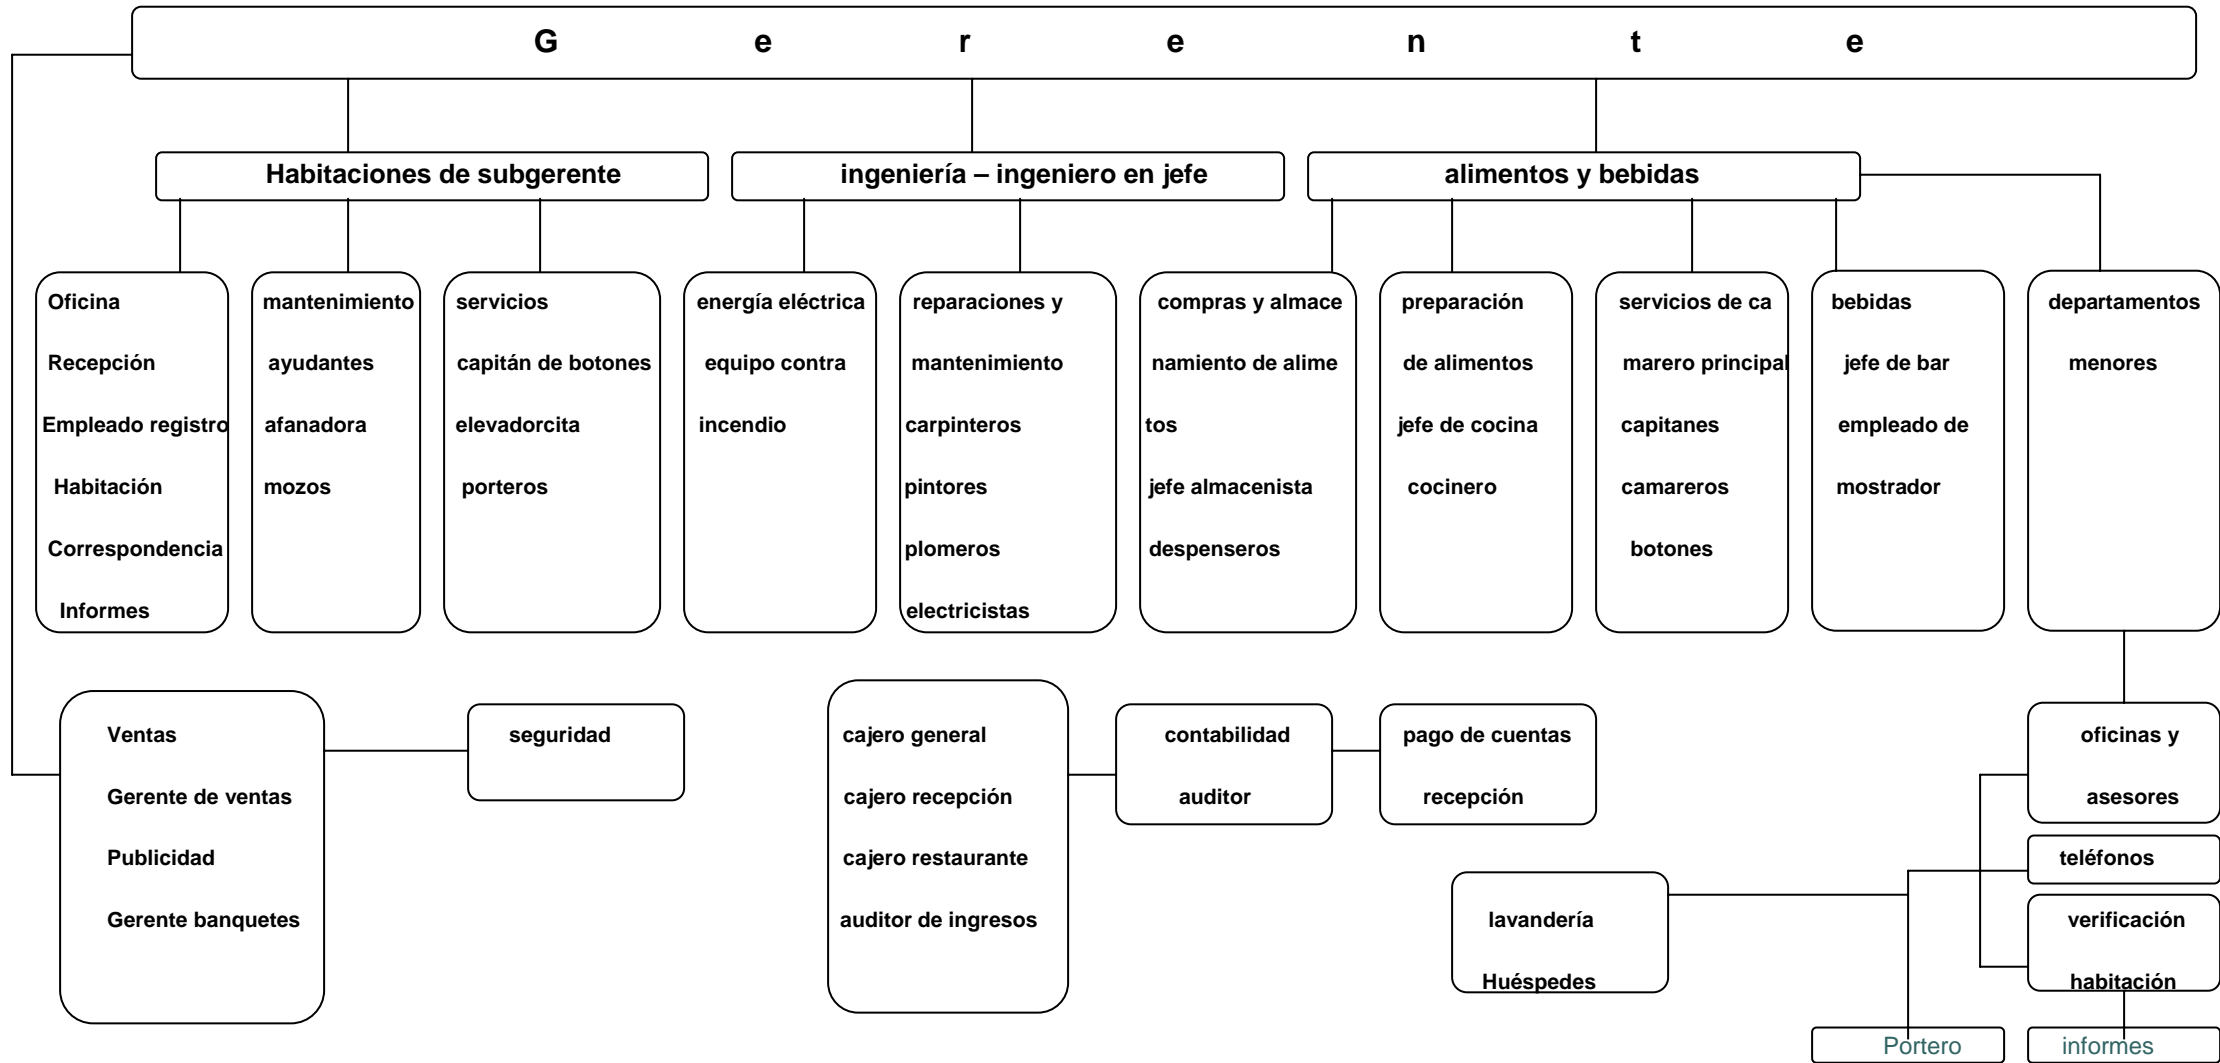 G e r e n t e
Habitaciones de subgerente
ingeniería – ingeniero en jefe
alimentos y bebidas
Oficina
Recepción
Empleado registro
Habitación
Correspondencia
Informes
mantenimiento
ayudantes
afanadora
mozos
servicios
capitán de botones
elevadorcita
porteros
energía eléctrica
equipo contra
incendio
reparaciones y
mantenimiento
carpinteros
pintores
plomeros
electricistas
compras y almace
namiento de alime
tos
jefe almacenista
despenseros
preparación
de alimentos
jefe de cocina
cocinero
servicios de ca
marero principal
capitanes
camareros
botones
bebidas
jefe de bar
empleado de
mostrador
departamentos
menores
Ventas
Gerente de ventas
Publicidad
Gerente banquetes
seguridad
cajero general
cajero recepción
cajero restaurante
auditor de ingresos
contabilidad
auditor
pago de cuentas
recepción
oficinas y
asesores
teléfonos
lavandería
Huéspedes
verificación
habitación
Portero
informes